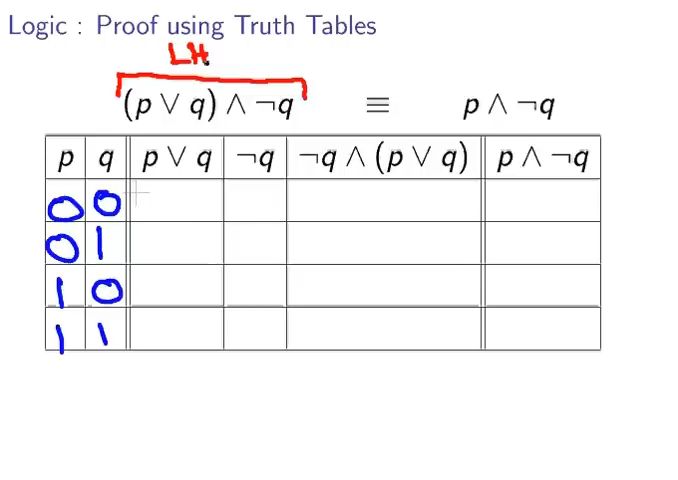 Logic : Proof using Truth Tables
LH
(p ∨ q) ∧ ¬q ≡ p ∧ ¬q
p q p ∨ q ¬q ¬q ∧ (p ∨ q) p ∧ ¬q
0 0
0 1
1 0
1 1